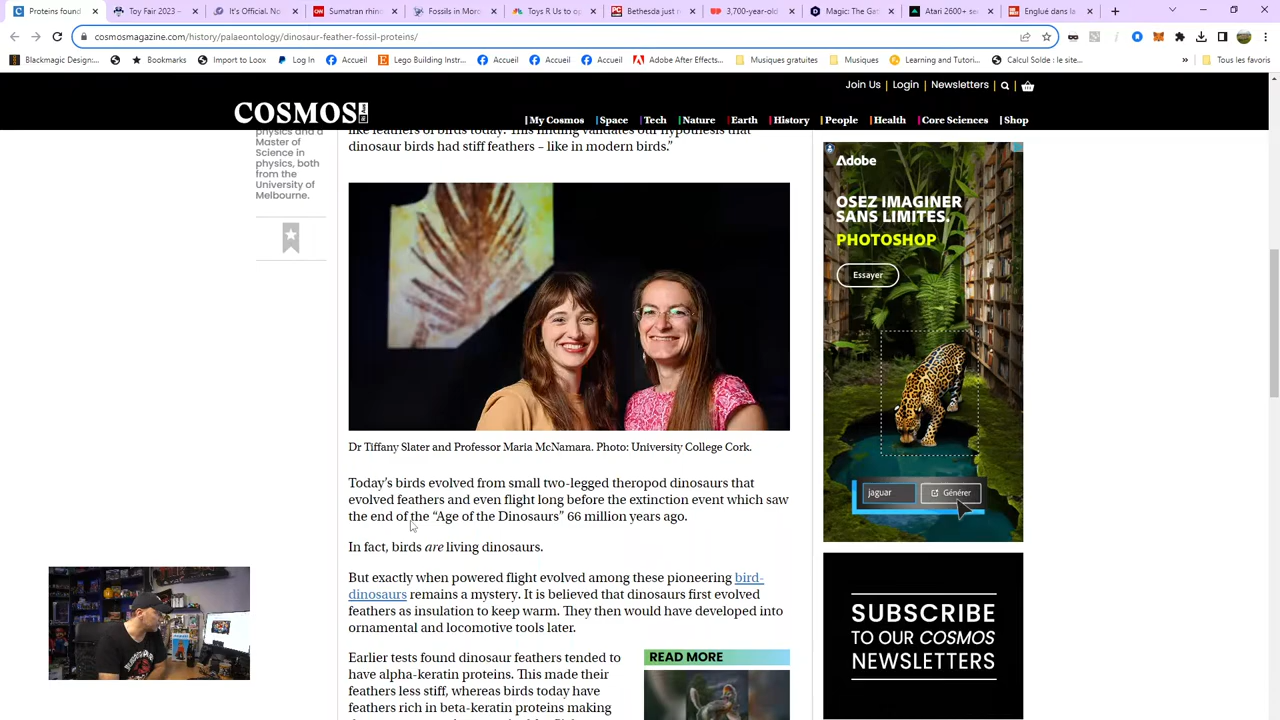 Proteins found
Toy Fair 2023 –
It's Official. No
Sumatran rhino
Fossils in Moro
Toys R Us to op
Bethesda just r
3,700-year-old
Magic: The Gat
Atari 2600+ se
Englué dans la
cosmosmagazine.com/history/palaeontology/dinosaur-feather-fossil-proteins/
Blackmagic Design:...
Bookmarks
Import to Loox
Log In
Accueil
Lego Building Instr...
Accueil
Accueil
Accueil
Adobe After Effects...
Musiques gratuites
Musiques
Learning and Tutori...
Calcul Solde : le site...
»
Tous les favoris
Join Us | Login | Newsletters |
COSMOS
| My Cosmos | Space | Tech | Nature | Earth | History | People | Health | Core Sciences | Shop
physics and a
Master of
Science in
physics, both
from the
University of
Melbourne.
like feathers of birds today. This finding validates our hypothesis that
dinosaur birds had stiff feathers – like in modern birds.”
Dr Tiffany Slater and Professor Maria McNamara. Photo: University College Cork.
Today’s birds evolved from small two-legged theropod dinosaurs that
evolved feathers and even flight long before the extinction event which saw
the end of the “Age of the Dinosaurs” 66 million years ago.
In fact, birds are living dinosaurs.
But exactly when powered flight evolved among these pioneering bird-
dinosaurs remains a mystery. It is believed that dinosaurs first evolved
feathers as insulation to keep warm. They then would have developed into
ornamental and locomotive tools later.
Earlier tests found dinosaur feathers tended to
have alpha-keratin proteins. This made their
feathers less stiff, whereas birds today have
feathers rich in beta-keratin proteins making
READ MORE
Adobe
OSEZ IMAGINER
SANS LIMITES.
PHOTOSHOP
Essayer
jaguar
Générer
SUBSCRIBE
TO OUR COSMOS
NEWSLETTERS